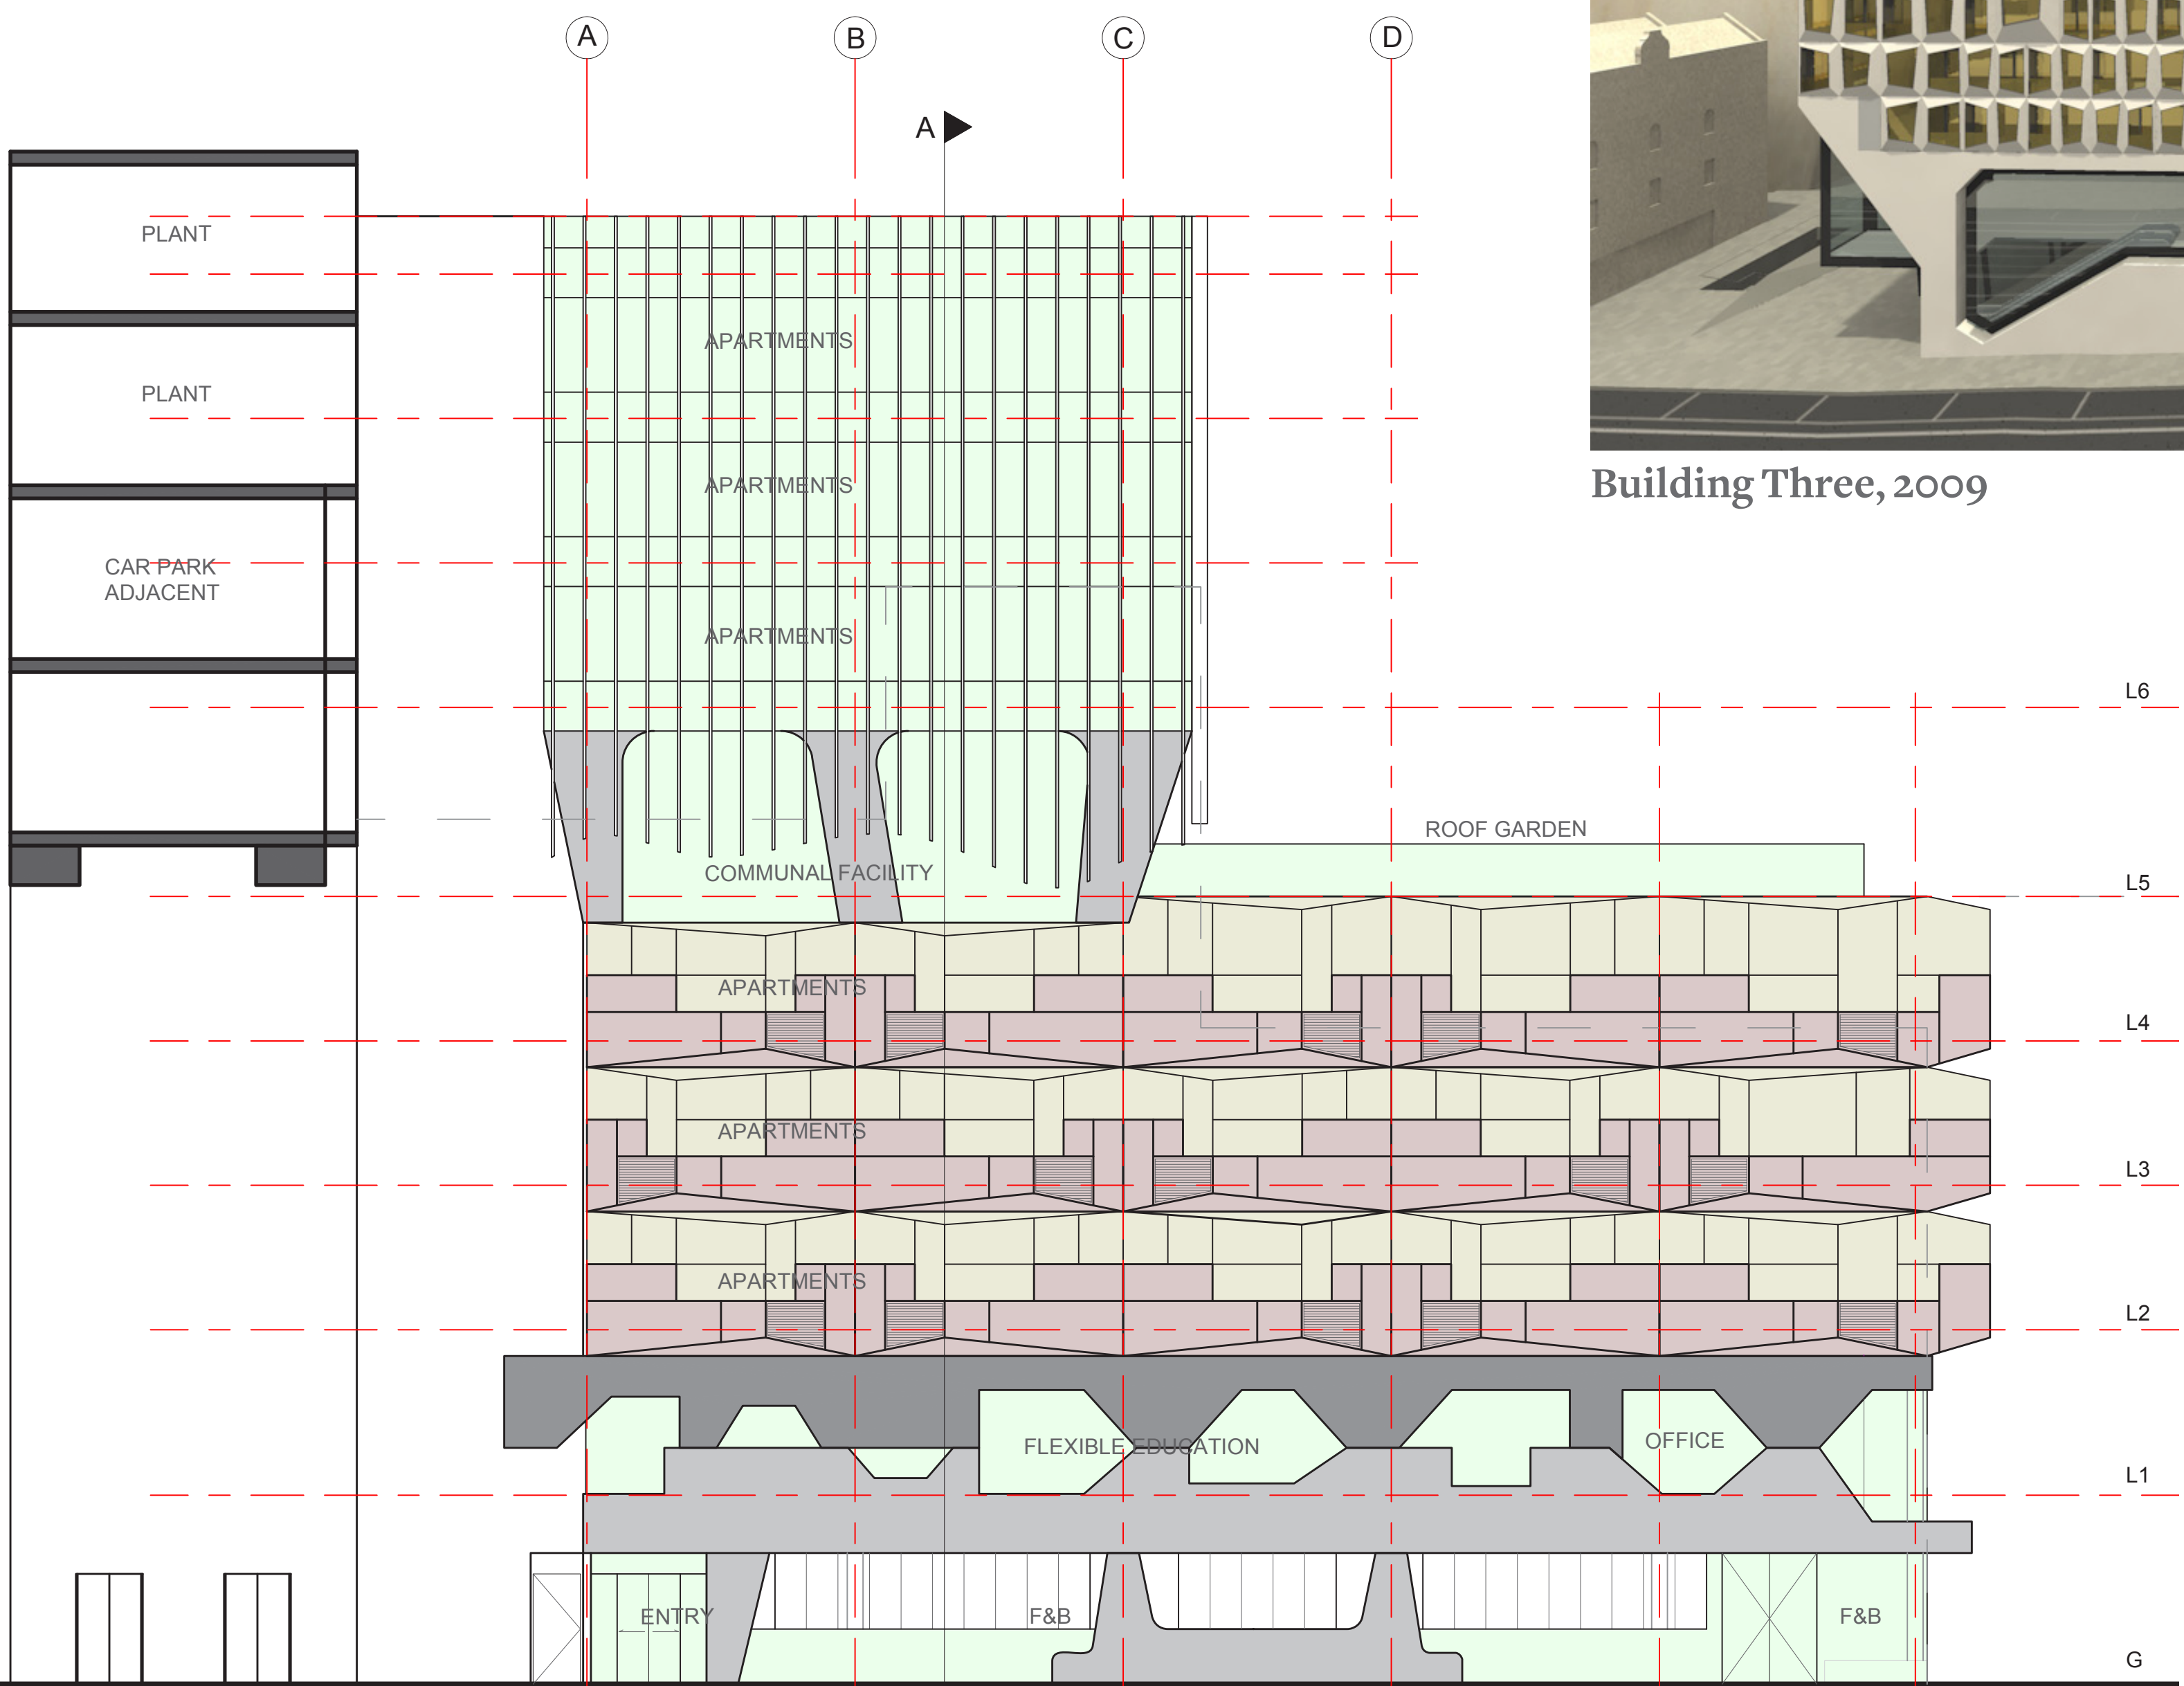 A
B
C
D
A
PLANT
APARTMENTS
PLANT
APARTMENTS
Building Three, 2009
CAR PARK
ADJACENT
APARTMENTS
L6
ROOF GARDEN
COMMUNAL FACILITY
L5
APARTMENTS
L4
APARTMENTS
L3
APARTMENTS
L2
FLEXIBLE EDUCATION
OFFICE
L1
ENTRY
F&B
F&B
G